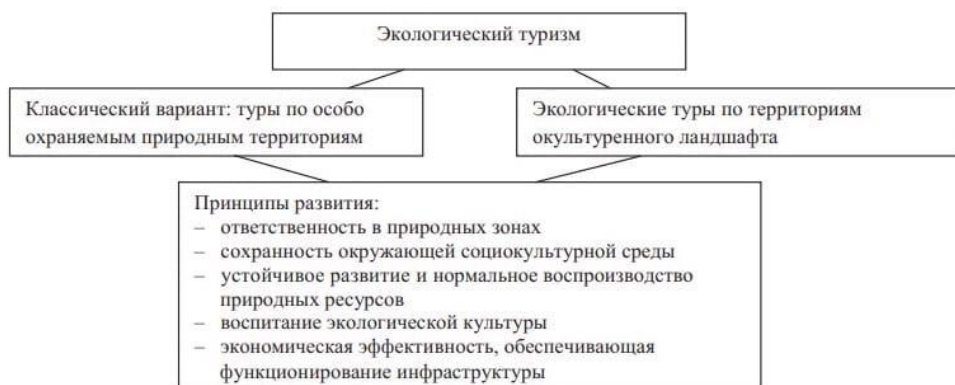 Экологический туризм
Классический вариант: туры по особо
охраняемым природным территориям
Экологические туры по территориям
окультуренного ландшафта
Принципы развития:
– ответственность в природных зонах
– сохранность окружающей социокультурной среды
– устойчивое развитие и нормальное воспроизводство
природных ресурсов
– воспитание экологической культуры
– экономическая эффективность, обеспечивающая
функционирование инфраструктуры